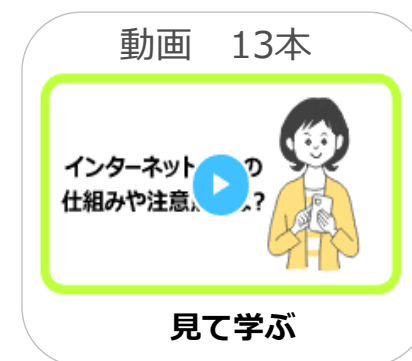 動画　13本
インターネット の
仕組みや注意 は?
見て学ぶ